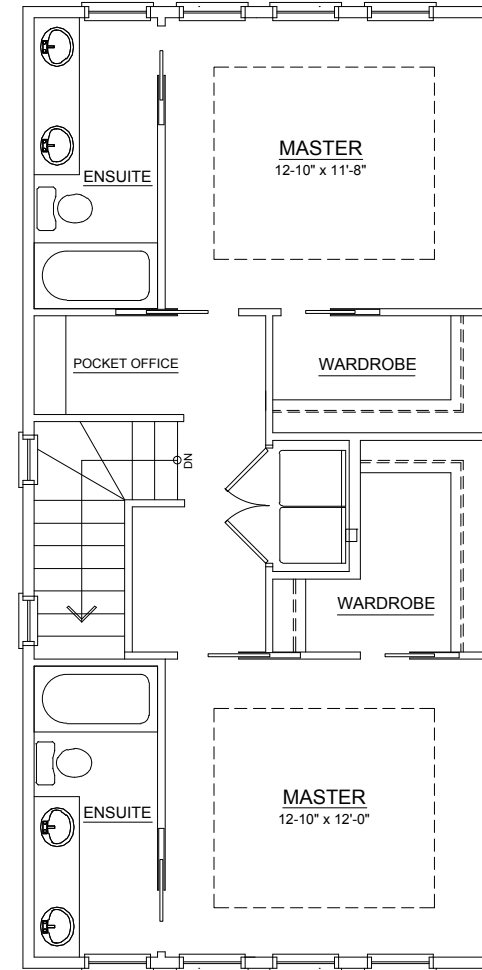 MASTER
12-10" x 11'-8"
ENSUITE
POCKET OFFICE
WARDROBE
DN
WARDROBE
MASTER
12-10" x 12'-0"
ENSUITE